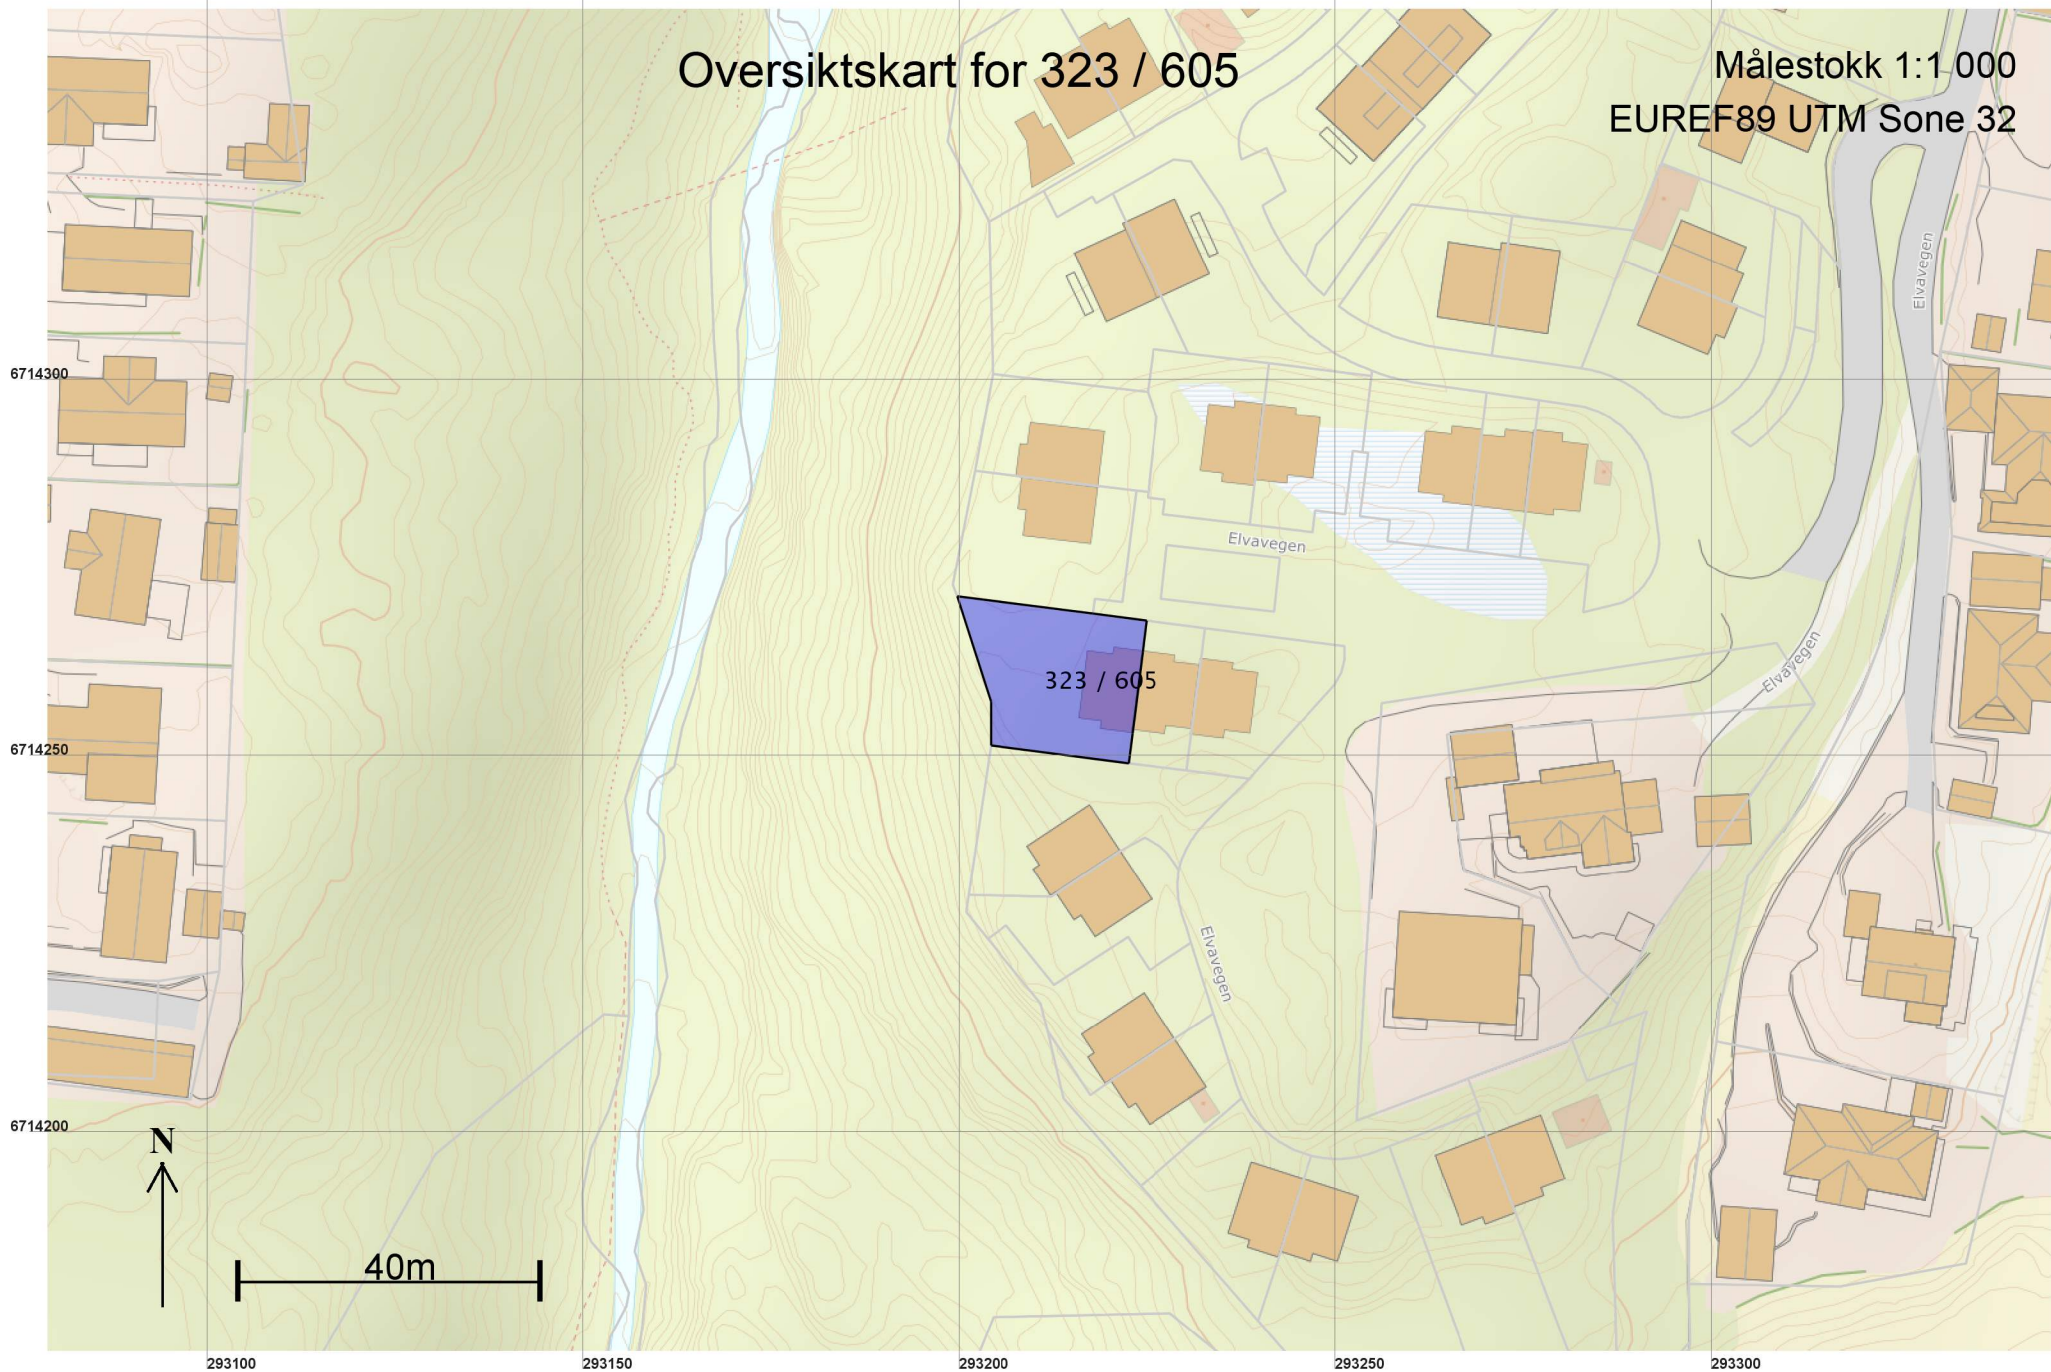 Oversiktskart for 323 / 605
Målestokk 1:1 000
EUREF89 UTM Sone 32
Elvavegen
6714300
Elvavegen
Elvavegen
323 / 605
6714250
Elvavegen
6714200
N
40m
293100
293150
293200
293250
293300